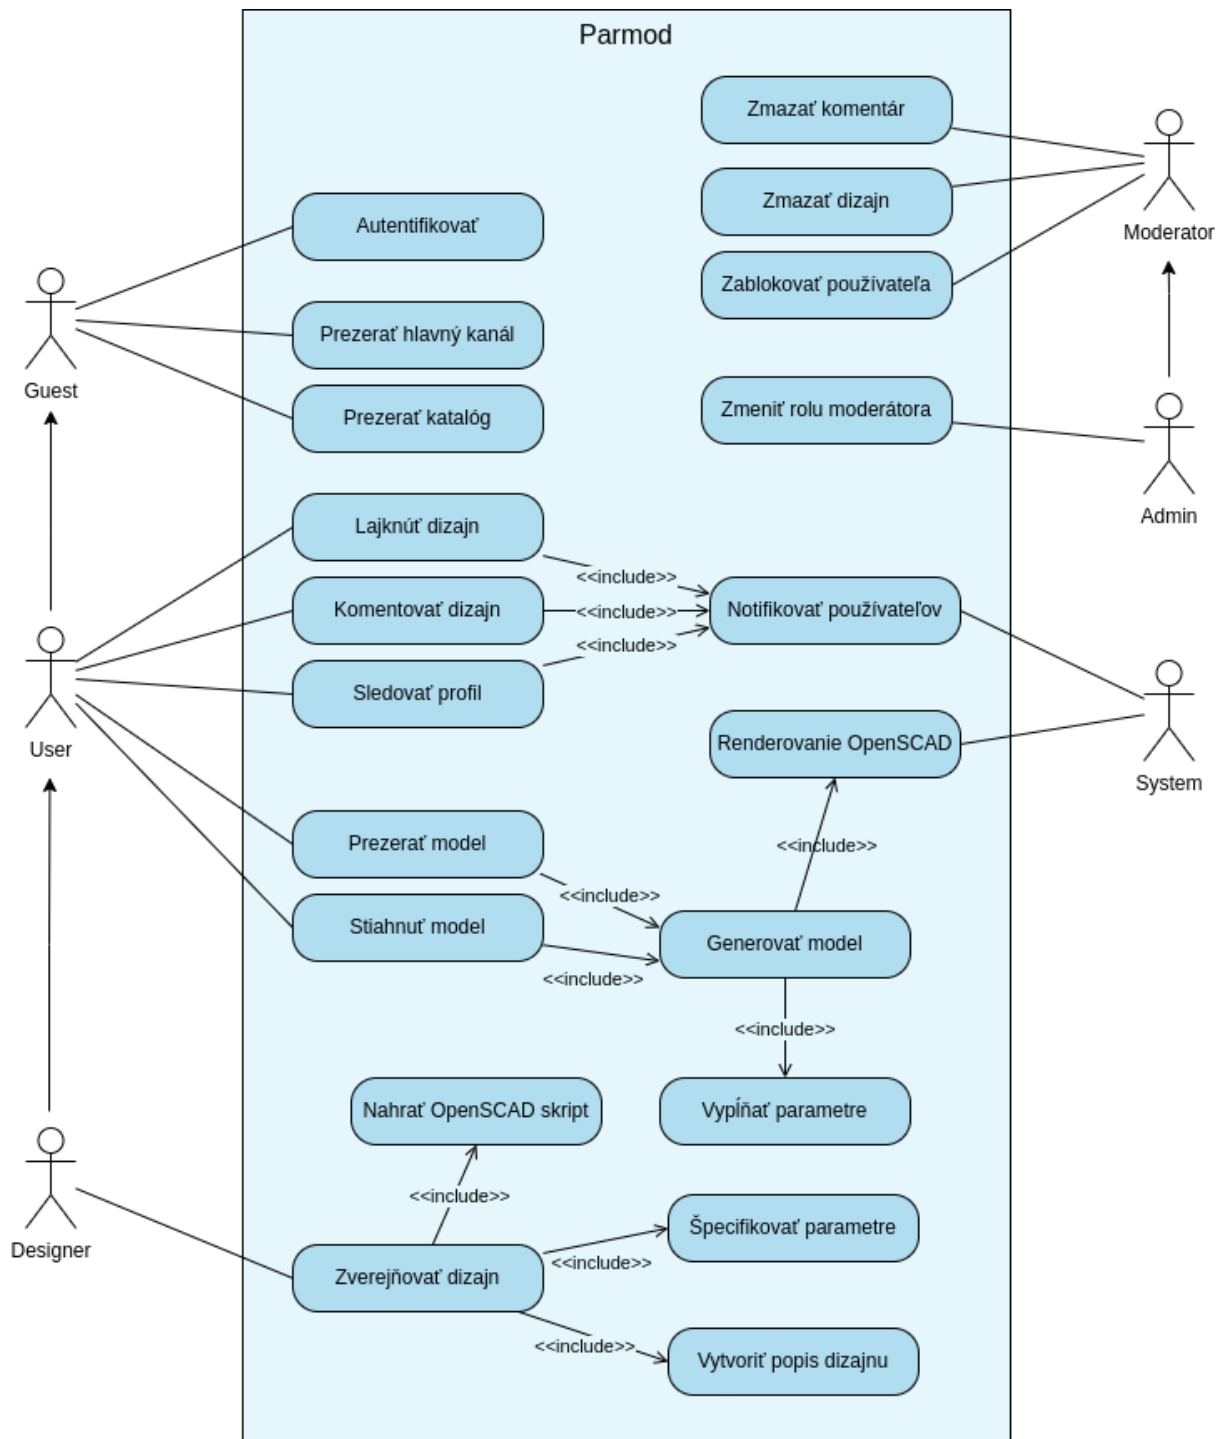 Parmod
Zmazať komentár
Zmazať dizajn
Moderator
Autentifikovať
Zablokovať používateľa
Prezerať hlavný kanál
Guest
Prezerať katalóg
Zmeniť rolu moderátora
Admin
Lajknúť dizajn
<<include>>
Komentovať dizajn
<<include>>
Notifikovať používateľov
<<include>>
Sledovať profil
User
Renderovanie OpenSCAD
System
Prezerať model
<<include>>
<<include>>
Stiahnuť model
Generovať model
<<include>>
<<include>>
Nahrať OpenSCAD skript
Vypĺňať parametre
<<include>>
Špecifikovať parametre
Designer
<<include>>
Zverejňovať dizajn
<<include>>
Vytvoriť popis dizajnu